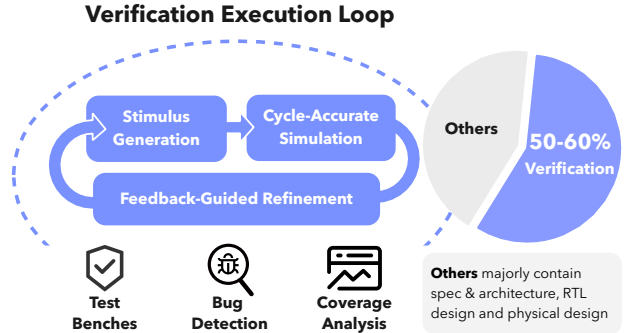 Verification Execution Loop
Stimulus
Generation
Cycle-Accurate
Simulation
Feedback-Guided Refinement
Others
50-60%
Verification
Test
Benches
Bug
Detection
Coverage
Analysis
Others majorly contain
spec & architecture, RTL
design and physical design